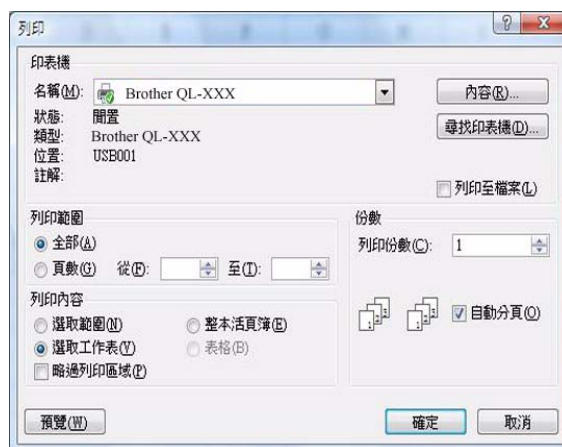 列印
印表機
名稱(M): Brother QL-XXX
內容(R)...
狀態: 閒置
類型: Brother QL-XXX
尋找印表機(D)...
位置: USB001
註解:
列印至檔案(L)
列印範圍
全部(A)
頁數(G) 從(F): 至(T):
份數
列印份數(C): 1
自動分頁(O)
列印內容
選取範圍(N) 整本活頁簿(E)
選取工作表(Y) 表格(B)
略過列印區域(P)
預覽(W) 確定 取消